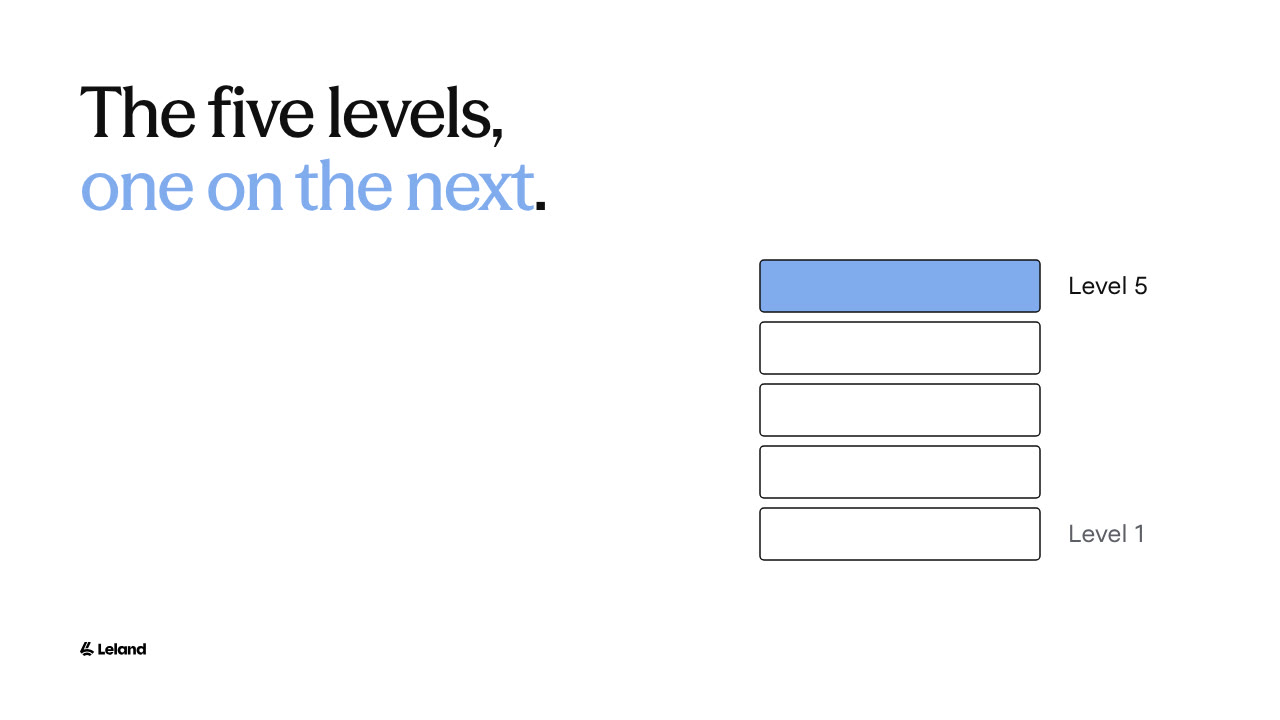 The five levels,
one on the next.
Level 5
Level 1
Leland